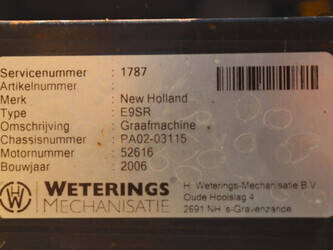 Servicenummer : 1787
Artikelnummer :
Merk : New Holland
Type : E9SR
Omschrijving : Graafmachine
Chassisnummer : PA02-03115
Motornummer : 52616
Bouwjaar : 2006
WETERINGS
MECHANISATIE
H. Weterings-Mechanisatie B.V.
Oude Hooislag 4
2691 NH 's-Gravenzande